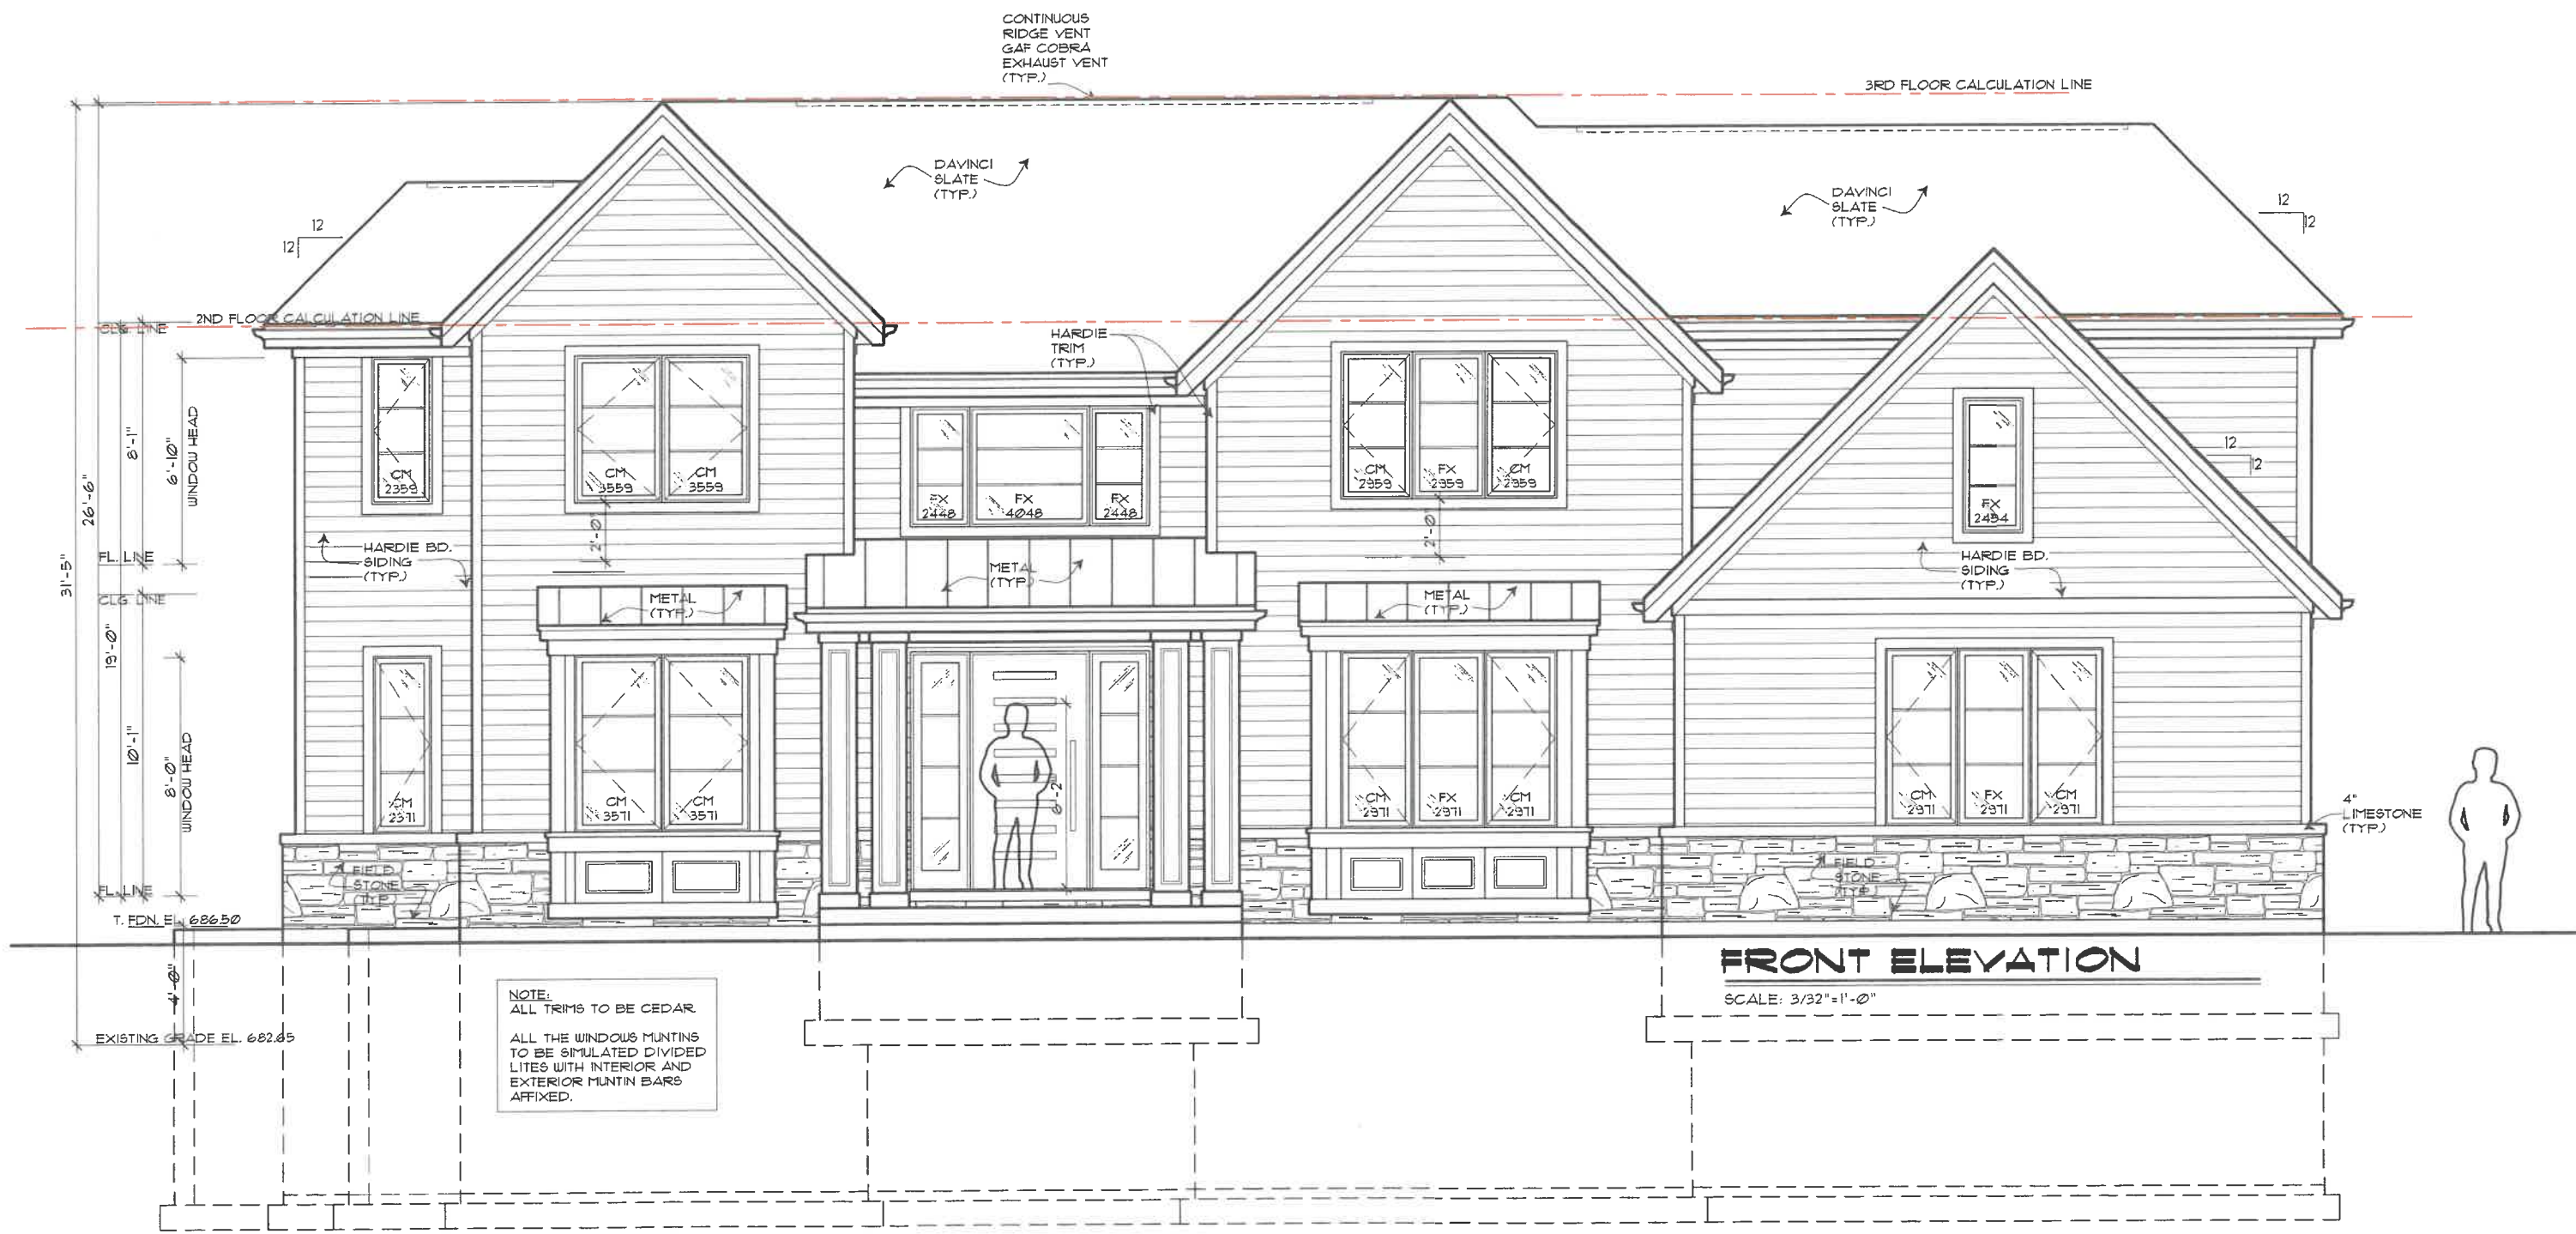 CONTINUOUS
RIDGE VENT
GAF COBRA
EXHAUST VENT
(TYP.)
3RD FLOOR CALCULATION LINE
DAVINCI
SLATE
(TYP.)
DAVINCI
SLATE
(TYP.)
12
12
12
12
2ND FLOOR CALCULATION LINE
CLG. LINE
HARDIE
TRIM
(TYP.)
8'-1"
6'-10"
WINDOW HEAD
26'-6"
31'-5"
CM
2359
CM
3559
CM
3559
FX
2448
FX
4048
FX
2448
CM
2959
FX
2959
CM
2959
12
12
FX
2454
2'-0"
2'-0"
HARDIE BD.
SIDING
(TYP.)
HARDIE BD.
SIDING
(TYP.)
FL. LINE
CLG. LINE
METAL
(TYP.)
METAL
(TYP.)
METAL
(TYP.)
19'-0"
10'-1"
8'-0"
WINDOW HEAD
6'-2"
CM
2371
CM
3571
CM
3571
CM
2971
FX
2971
CM
2971
CM
2971
FX
2971
CM
2971
4"
LIMESTONE
(TYP.)
FIELD
STONE
(TYP.)
FIELD
STONE
(TYP.)
FL. LINE
T. FDN. EL. 686.50
4'-0"
EXISTING GRADE EL. 682.65
FRONT ELEVATION
SCALE: 3/32"=1'-0"
NOTE:
ALL TRIMS TO BE CEDAR.
ALL THE WINDOWS MUNTINS
TO BE SIMULATED DIVIDED
LITES WITH INTERIOR AND
EXTERIOR MUNTIN BARS
AFFIXED.